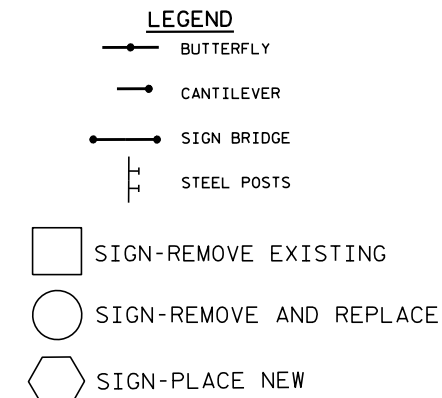 LEGEND
BUTTERFLY
CANTILEVER
SIGN BRIDGE
STEEL POSTS
SIGN-REMOVE EXISTING
SIGN-REMOVE AND REPLACE
SIGN-PLACE NEW